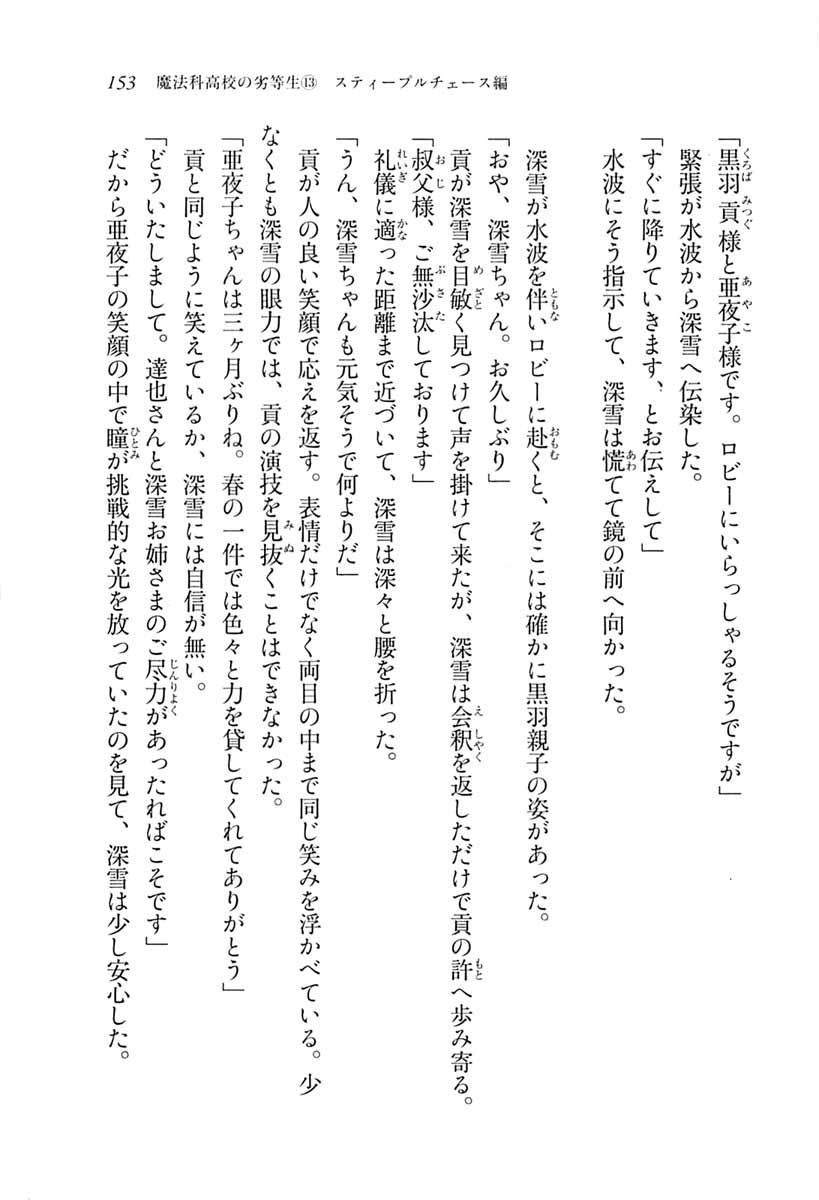 153　魔法科高校の劣等生⑬　スティープルチェース編
「黒羽貢様と亜夜子様です。ロビーにいらっしゃるそうですが」
緊張が水波から深雪へ伝染した。
「すぐに降りていきます、とお伝えして」
水波にそう指示して、深雪は慌てて鏡の前へ向かった。
深雪が水波を伴いロビーに赴くと、そこには確かに黒羽親子の姿があった。
「おや、深雪ちゃん。お久しぶり」
貢が深雪を目敏く見つけて声を掛けて来たが、深雪は会釈を返しただけで貢の許へ歩み寄る。
「叔父様、ご無沙汰しております」
礼儀に適った距離まで近づいて、深雪は深々と腰を折った。
「うん、深雪ちゃんも元気そうで何よりだ」
貢が人の良い笑顔で応えを返す。表情だけでなく両目の中まで同じ笑みを浮かべている。少
なくとも深雪の眼力では、貢の演技を見抜くことはできなかった。
「亜夜子ちゃんは三ヶ月ぶりね。春の一件では色々と力を貸してくれてありがとう」
貢と同じように笑えているか、深雪には自信が無い。
「どういたしまして。達也さんと深雪お姉さまのご尽力があったればこそです」
だから亜夜子の笑顔の中で瞳が挑戦的な光を放っていたのを見て、深雪は少し安心した。